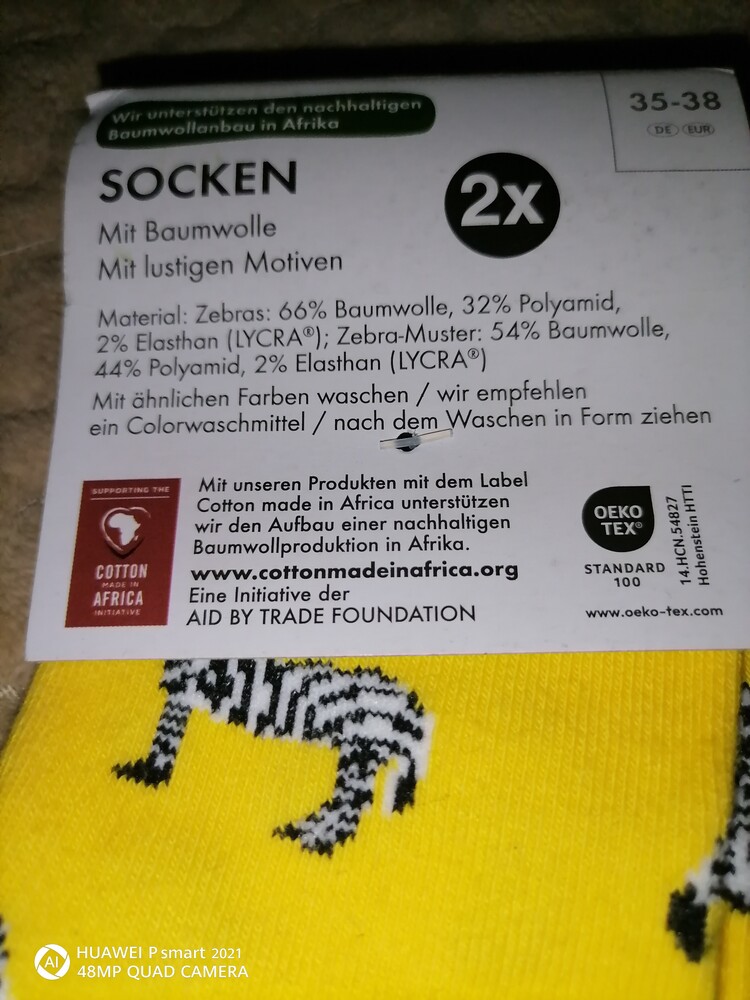 Wir unterstützen den nachhaltigen
Baumwollanbau in Afrika
35-38
DE EUR
SOCKEN
2x
Mit Baumwolle
Mit lustigen Motiven
Material: Zebras: 66% Baumwolle, 32% Polyamid,
2% Elasthan (LYCRA®); Zebra-Muster: 54% Baumwolle,
44% Polyamid, 2% Elasthan (LYCRA®)
Mit ähnlichen Farben waschen / wir empfehlen
ein Colorwaschmittel / nach dem Waschen in Form ziehen
SUPPORTING THE
COTTON
MADE IN
AFRICA
INITIATIVE
Mit unseren Produkten mit dem Label
Cotton made in Africa unterstützen
wir den Aufbau einer nachhaltigen
Baumwollproduktion in Afrika.
www.cottonmadeinafrica.org
Eine Initiative der
AID BY TRADE FOUNDATION
OEKO
TEX®
STANDARD
100
14.HCN.54827
Hohenstein HTTI
www.oeko-tex.com
AI
HUAWEI P smart 2021
48MP QUAD CAMERA